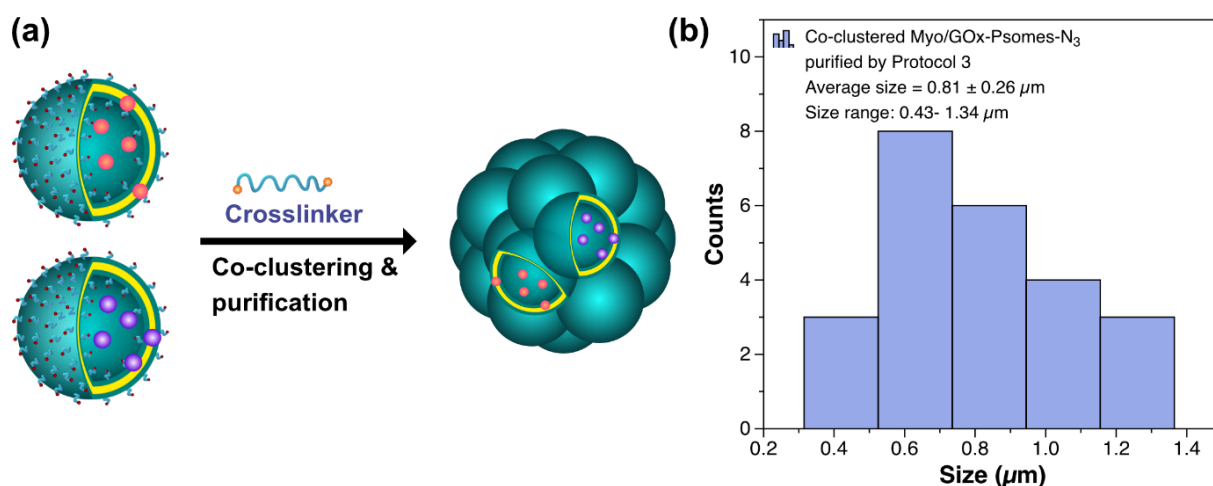 (a)
Crosslinker
Co-clustering &
purification
(b)
Co-clustered Myo/GOx-Psomes-N₃
purified by Protocol 3
Average size = 0.81 ± 0.26 µm
Size range: 0.43- 1.34 µm
10
8
6
4
2
0
Counts
0.2 0.4 0.6 0.8 1.0 1.2 1.4
Size (µm)